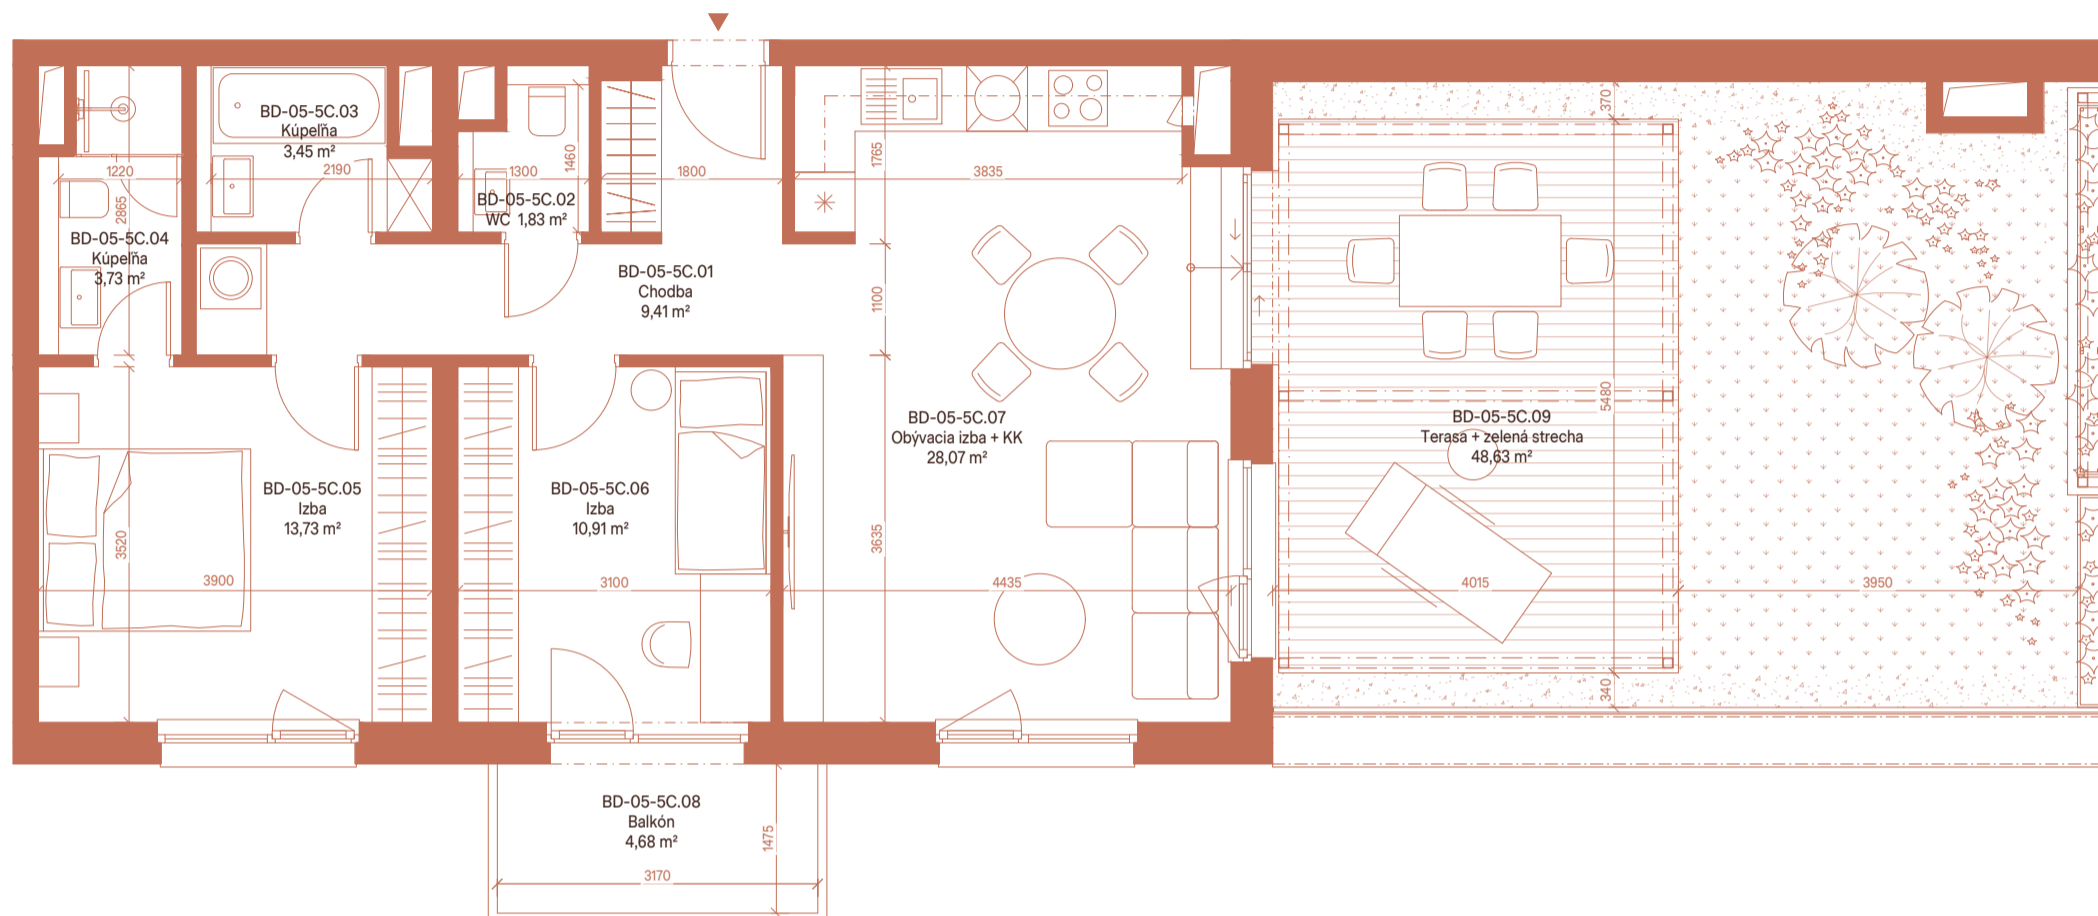 BD-05-5C.03
Kúpeľňa
3,45 m²
1220
2865
2190
1300
1460
1800
1765
3835
370
BD-05-5C.02
WC 1,83 m²
BD-05-5C.04
Kúpeľňa
3,73 m²
BD-05-5C.01
Chodba
9,41 m²
1100
BD-05-5C.07
Obývacia izba + KK
28,07 m²
5480
BD-05-5C.09
Terasa + zelená strecha
48,63 m²
BD-05-5C.05
Izba
13,73 m²
BD-05-5C.06
Izba
10,91 m²
3520
3635
3900
3100
4435
4015
3950
340
BD-05-5C.08
Balkón
4,68 m²
1475
3170